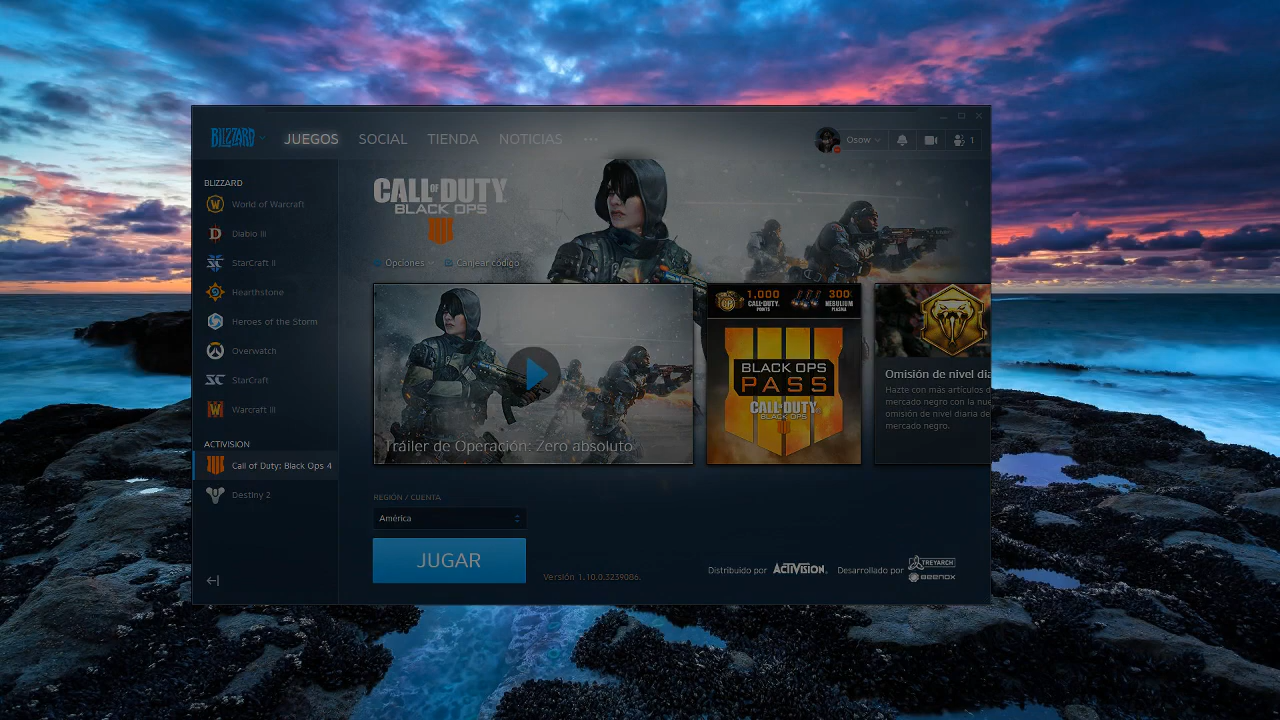 BLIZZARD
JUEGOS
SOCIAL
TIENDA
NOTICIAS
Osow
1
BLIZZARD
World of Warcraft
Diablo III
StarCraft II
Hearthstone
Heroes of the Storm
Overwatch
StarCraft
Warcraft III
ACTIVISION
Call of Duty: Black Ops 4
Destiny 2
CALL OF DUTY
BLACK OPS
Opciones
Canjear código
Tráiler de Operación: Zero absoluto
1,000
CALL OF DUTY
POINTS
300
NEBULIUM
PLASMA
BLACK OPS
PASS
CALL OF DUTY
BLACK OPS
Omisión de nivel dia
Hazte con más artículos d
mercado negro con la nue
omisión de nivel diaria de
mercado negro.
REGIÓN / CUENTA
América
JUGAR
Versión 1.10.0.3239086.
Distribuido por ACTIVISION.
Desarrollado por TREYARCH
BEENOX